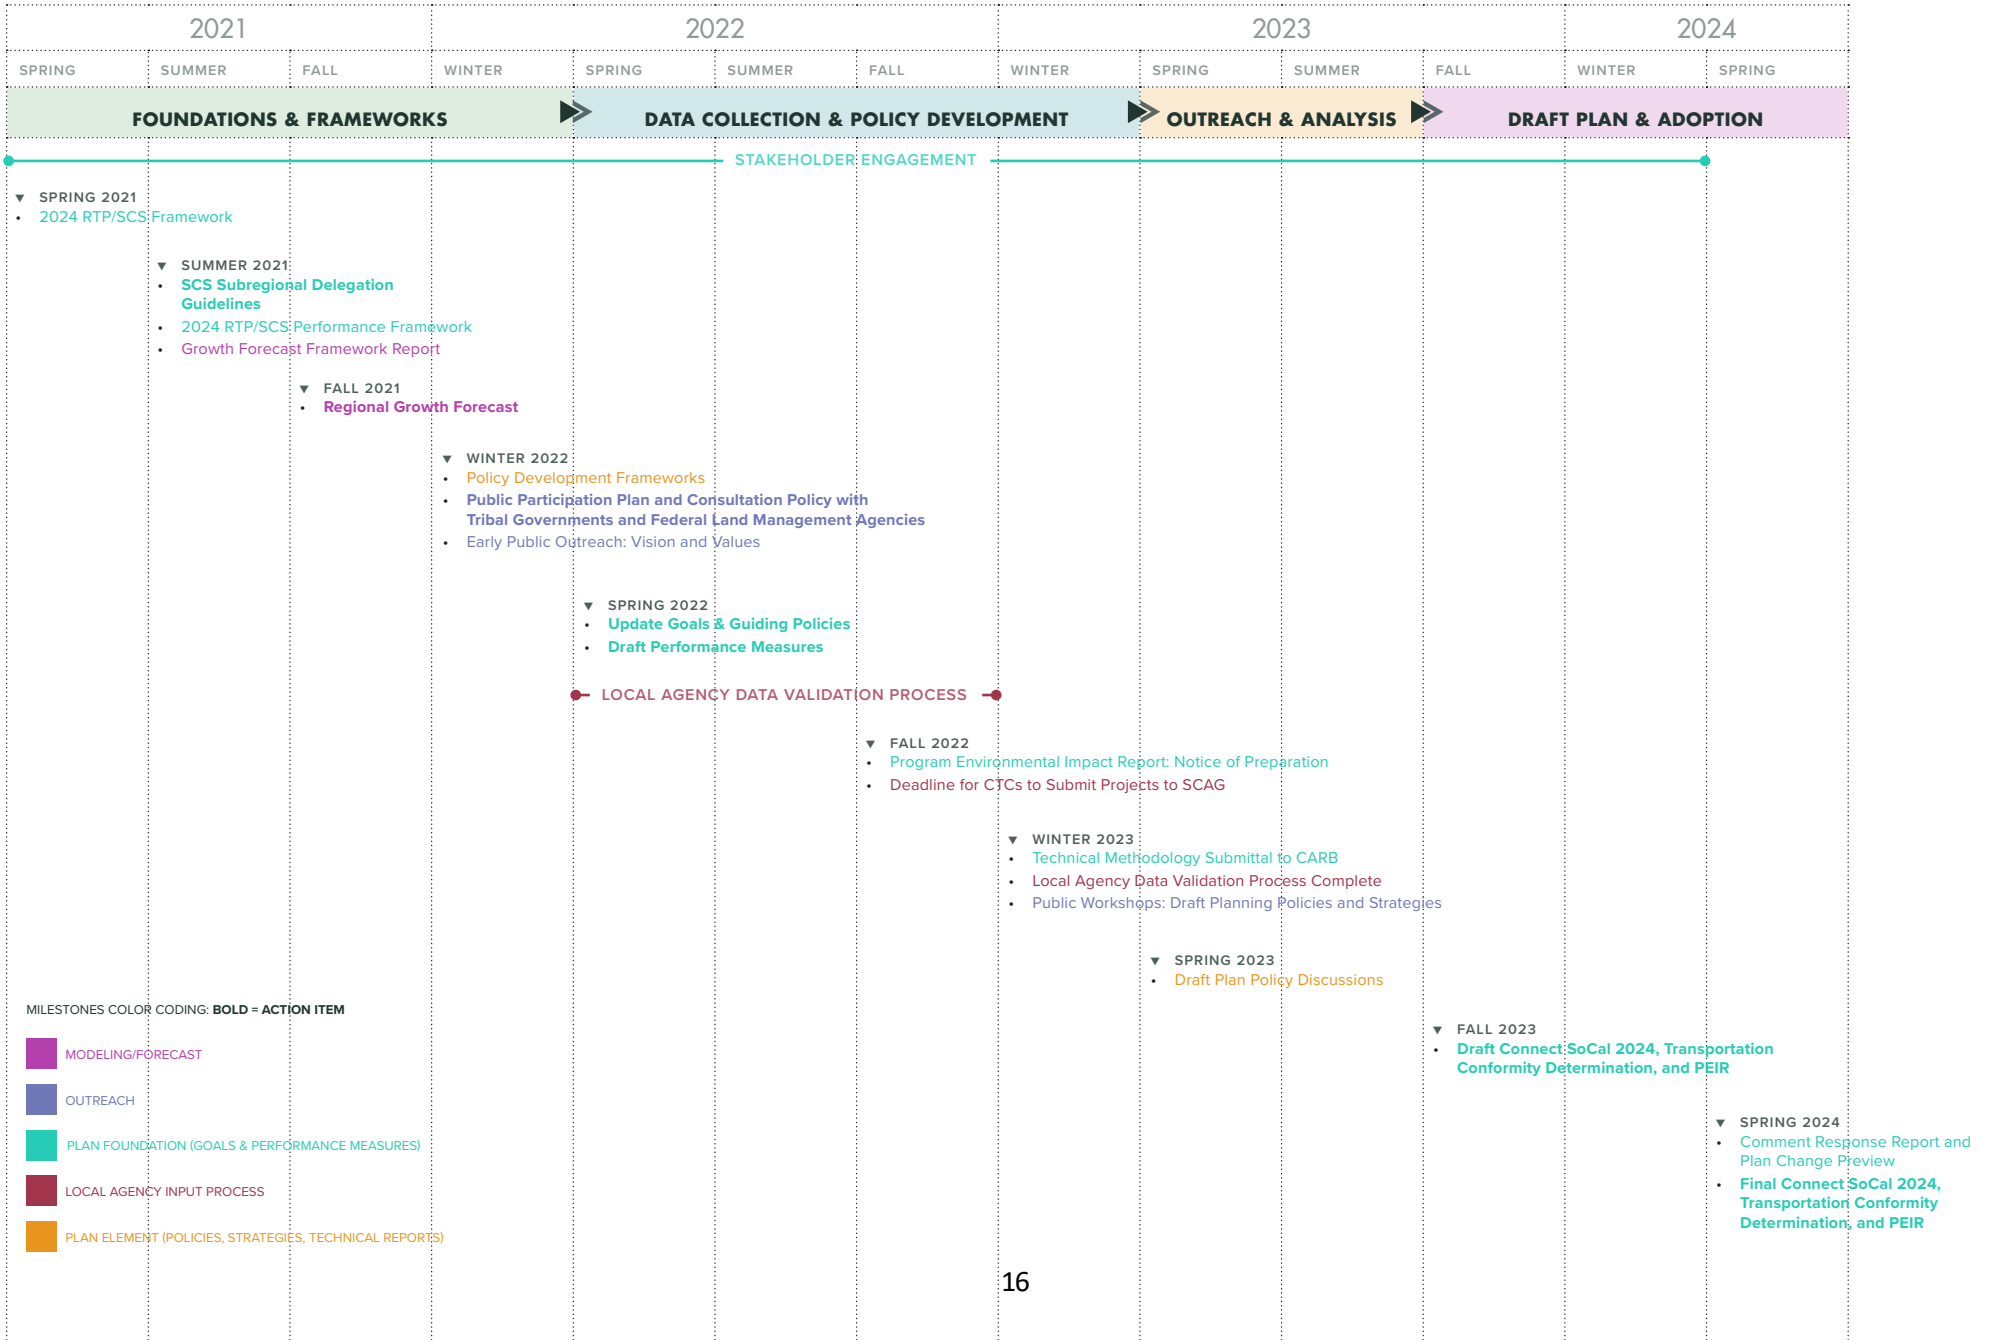 2021 2022 2023 2024
SPRING SUMMER FALL WINTER SPRING SUMMER FALL WINTER SPRING SUMMER FALL WINTER SPRING
FOUNDATIONS & FRAMEWORKS DATA COLLECTION & POLICY DEVELOPMENT OUTREACH & ANALYSIS DRAFT PLAN & ADOPTION
STAKEHOLDER ENGAGEMENT
▼ SPRING 2021
• 2024 RTP/SCS Framework
▼ SUMMER 2021
• SCS Subregional Delegation
Guidelines
• 2024 RTP/SCS Performance Framework
• Growth Forecast Framework Report
▼ FALL 2021
• Regional Growth Forecast
▼ WINTER 2022
• Policy Development Frameworks
• Public Participation Plan and Consultation Policy with
Tribal Governments and Federal Land Management Agencies
• Early Public Outreach: Vision and Values
▼ SPRING 2022
• Update Goals & Guiding Policies
• Draft Performance Measures
LOCAL AGENCY DATA VALIDATION PROCESS
▼ FALL 2022
• Program Environmental Impact Report: Notice of Preparation
• Deadline for CTCs to Submit Projects to SCAG
▼ WINTER 2023
• Technical Methodology Submittal to CARB
• Local Agency Data Validation Process Complete
• Public Workshops: Draft Planning Policies and Strategies
▼ SPRING 2023
• Draft Plan Policy Discussions
▼ FALL 2023
• Draft Connect SoCal 2024, Transportation
Conformity Determination, and PEIR
▼ SPRING 2024
• Comment Response Report and
Plan Change Preview
• Final Connect SoCal 2024,
Transportation Conformity
Determination, and PEIR
MILESTONES COLOR CODING: BOLD = ACTION ITEM
MODELING/FORECAST
OUTREACH
PLAN FOUNDATION (GOALS & PERFORMANCE MEASURES)
LOCAL AGENCY INPUT PROCESS
PLAN ELEMENT (POLICIES, STRATEGIES, TECHNICAL REPORTS)
16